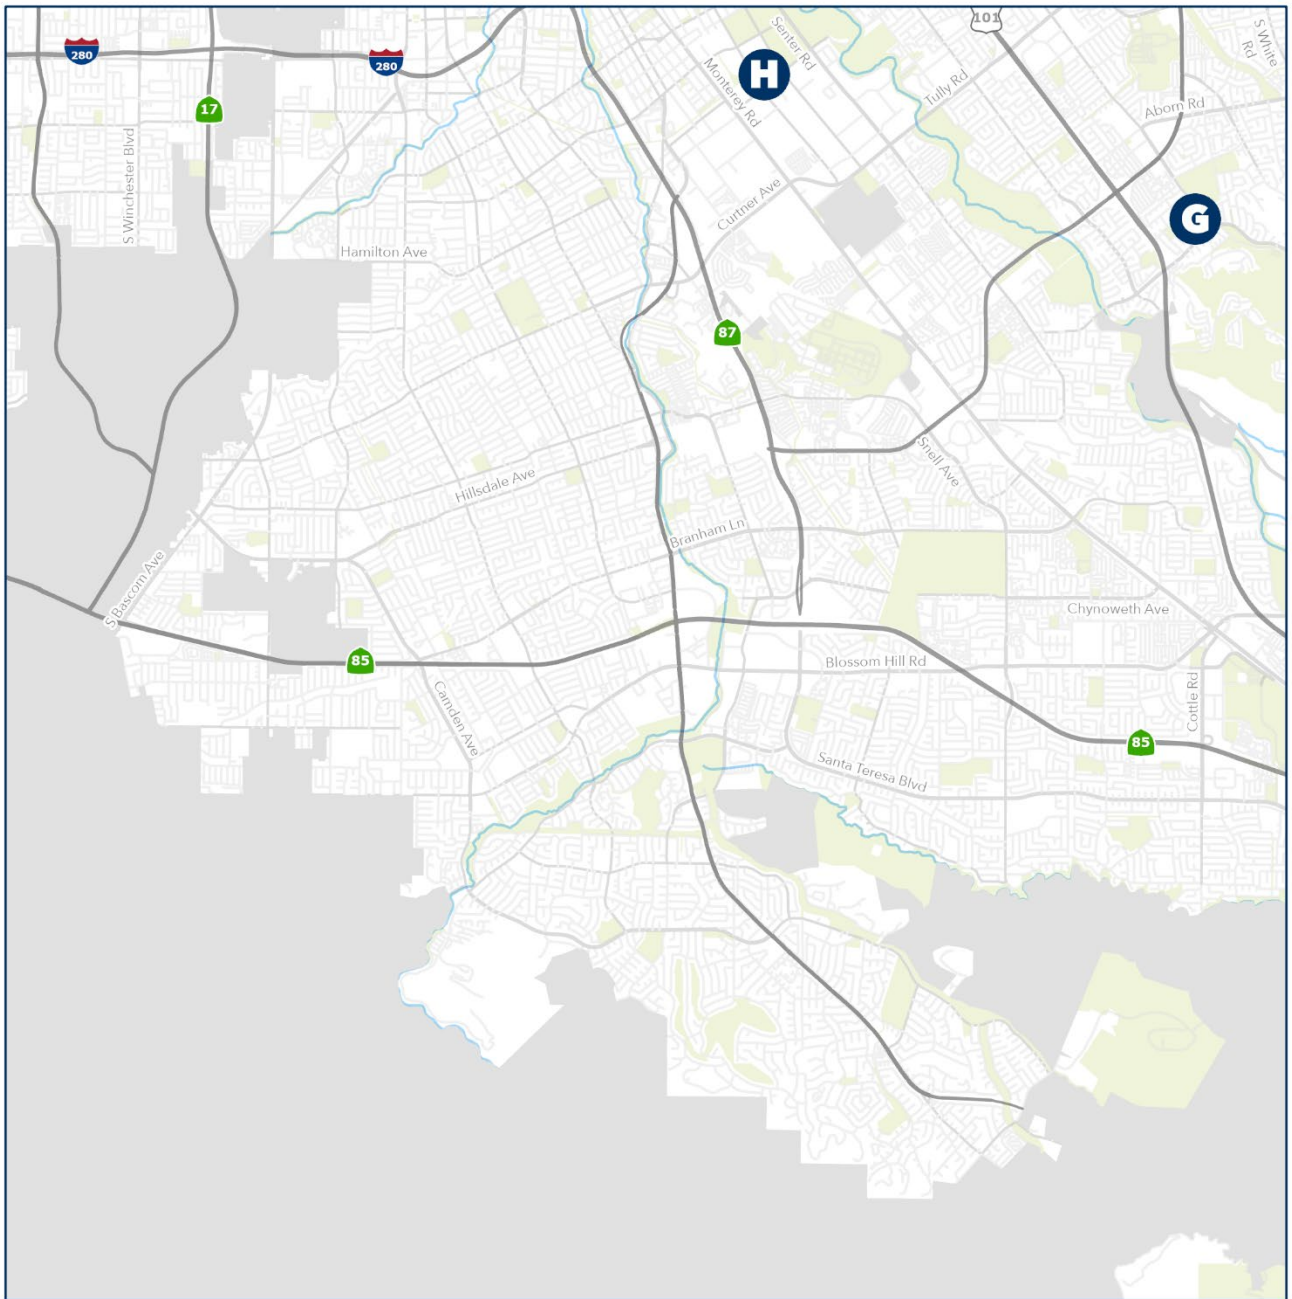 101
S White
Rd
Senter Rd
280
280
H
Monterey Rd
Tully Rd
17
Aborn Rd
S Winchester Blvd
Curtner Ave
G
Hamilton Ave
87
Snell Ave
Hillsdale Ave
Branham Ln
S Bascom Ave
Chynoweth Ave
85
Blossom Hill Rd
Camden Ave
Cottle Rd
85
Santa Teresa Blvd